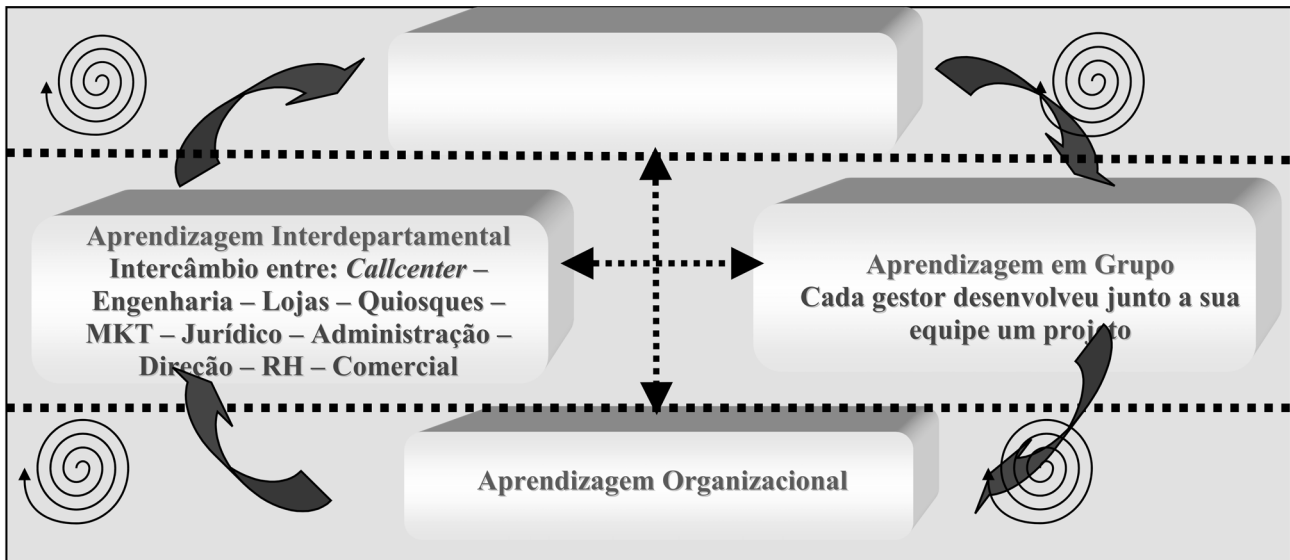 Aprendizagem Interdepartamental
Intercâmbio entre: Callcenter –
Engenharia – Lojas – Quiosques –
MKT – Jurídico – Administração –
Direção – RH – Comercial
Aprendizagem em Grupo
Cada gestor desenvolveu junto a sua
equipe um projeto
Aprendizagem Organizacional